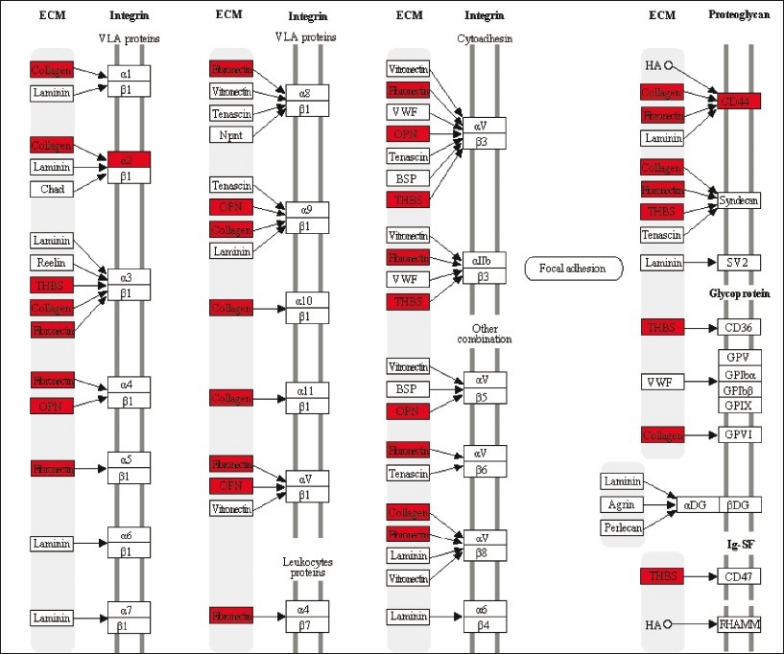 ECM Integrin
VLA proteins
Collagen
Laminin
α1
β1
Collagen
Laminin
Chad
α2
β1
Laminin
Reelin
THBS
Collagen
Fibronectin
α3
β1
Fibronectin
OPN
α4
β1
Fibronectin
α5
β1
Laminin
α6
β1
Laminin
α7
β1
ECM Integrin
VLA proteins
Fibronectin
Vitronectin
Tenascin
Npnt
α8
β1
Tenascin
OPN
Collagen
Laminin
α9
β1
Collagen
α10
β1
Collagen
α11
β1
Fibronectin
OPN
Vitronectin
αV
β1
Leukocytes
proteins
Fibronectin
α4
β7
ECM Integrin
Cytoadhesin
Vitronectin
Fibronectin
VWF
OPN
Tenascin
BSP
THBS
αV
β3
Vitronectin
Fibronectin
VWF
THBS
αIIb
β3
Other
combination
Vitronectin
BSP
OPN
αV
β5
Fibronectin
Tenascin
αV
β6
Collagen
Fibronectin
Laminin
Vitronectin
αV
β8
Laminin
α6
β4
Focal adhesion
ECM Proteoglycan
HA
Collagen
Fibronectin
Laminin
CD44
Collagen
Fibronectin
THBS
Tenascin
Syndecan
Laminin
SV2
Glycoprotein
THBS
CD36
VWF
GPV
GPIbα
GPIbβ
GPIX
Collagen
GPVI
Laminin
Agrin
Perlecan
αDG βDG
Ig-SF
THBS
CD47
HA
RHAMM